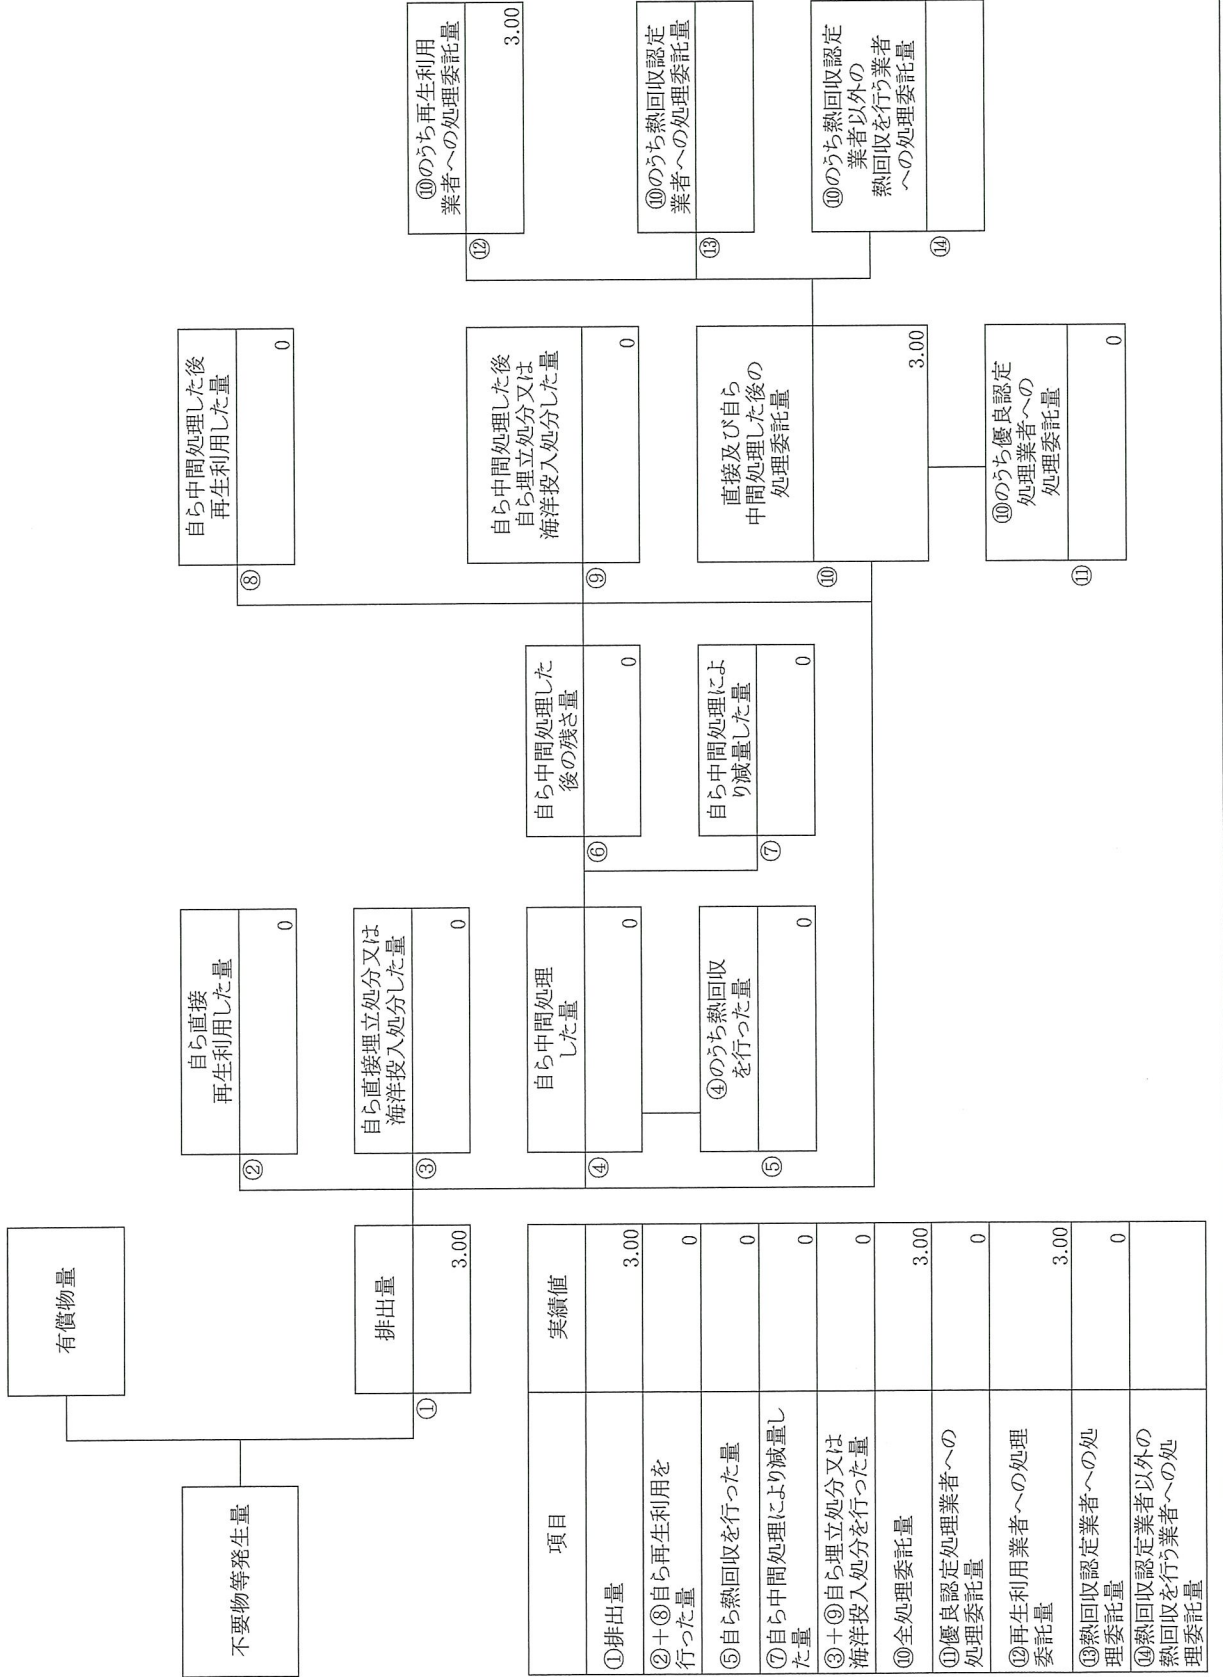 不要物等発生量
有償物量
排出量
①
3.00
自ら直接
再生利用した量
②
0
自ら直接埋立処分又は
海洋投入処分した量
③
0
自ら中間処理
した量
④
0
④のうち熱回収
を行った量
⑤
0
自ら中間処理した
後の残さ量
⑥
0
自ら中間処理によ
り減量した量
⑦
0
自ら中間処理した後
再生利用した量
⑧
0
自ら中間処理した後
自ら埋立処分又は
海洋投入処分した量
⑨
0
直接及び自ら
中間処理した後の
処理委託量
⑩
3.00
⑩のうち優良認定
処理業者への
処理委託量
⑪
0
⑩のうち再生利用
業者への処理委託量
⑫
3.00
⑩のうち熱回収認定
業者への処理委託量
⑬
⑩のうち熱回収認定
業者以外の
熱回収を行う業者
への処理委託量
⑭
項目
実績値
①排出量
3.00
②+⑧自ら再生利用を
行った量
0
⑤自ら熱回収を行った量
0
⑦自ら中間処理により減量し
た量
0
③+⑨自ら埋立処分又は
海洋投入処分を行った量
0
⑩全処理委託量
3.00
⑪優良認定処理業者への
処理委託量
0
⑫再生利用業者への処理
委託量
3.00
⑬熱回収認定業者への処
理委託量
0
⑭熱回収認定業者以外の
熱回収を行う業者への処
理委託量